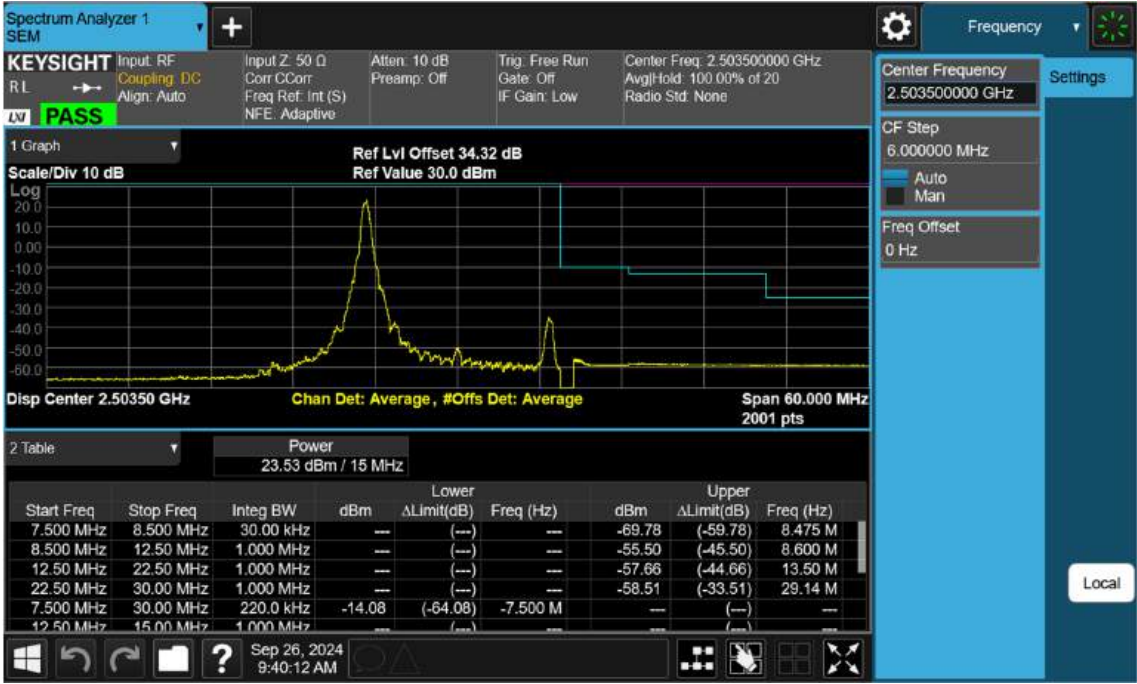 Spectrum Analyzer 1
SEM
Frequency
KEYSIGHT
R L
LXI
PASS
Input: RF
Coupling: DC
Align: Auto
Input Z: 50 Ω
Corr CCorr
Freq Ref: Int (S)
NFE: Adaptive
Atten: 10 dB
Preamp: Off
Trig: Free Run
Gate: Off
IF Gain: Low
Center Freq: 2.503500000 GHz
Avg|Hold: 100.00% of 20
Radio Std: None
Center Frequency
2.503500000 GHz
Settings
CF Step
6.000000 MHz
Auto
Man
Freq Offset
0 Hz
Local
1 Graph
Scale/Div 10 dB
Ref Lvl Offset 34.32 dB
Ref Value 30.0 dBm
Log
20.0
10.0
0.00
-10.0
-20.0
-30.0
-40.0
-50.0
-60.0
Disp Center 2.50350 GHz
Chan Det: Average, #Offs Det: Average
Span 60.000 MHz
2001 pts
2 Table
Power
23.53 dBm / 15 MHz
Lower Upper
Start Freq Stop Freq Integ BW dBm ΔLimit(dB) Freq (Hz) dBm ΔLimit(dB) Freq (Hz)
7.500 MHz 8.500 MHz 30.00 kHz --- (---) --- -69.78 (-59.78) 8.475 M
8.500 MHz 12.50 MHz 1.000 MHz --- (---) --- -55.50 (-45.50) 8.600 M
12.50 MHz 22.50 MHz 1.000 MHz --- (---) --- -57.66 (-44.66) 13.50 M
22.50 MHz 30.00 MHz 1.000 MHz --- (---) --- -58.51 (-33.51) 29.14 M
7.500 MHz 30.00 MHz 220.0 kHz -14.08 (-64.08) -7.500 M --- (---) ---
12.50 MHz 15.00 MHz 1.000 MHz --- (---) --- --- (---) ---
?
Sep 26, 2024
9:40:12 AM